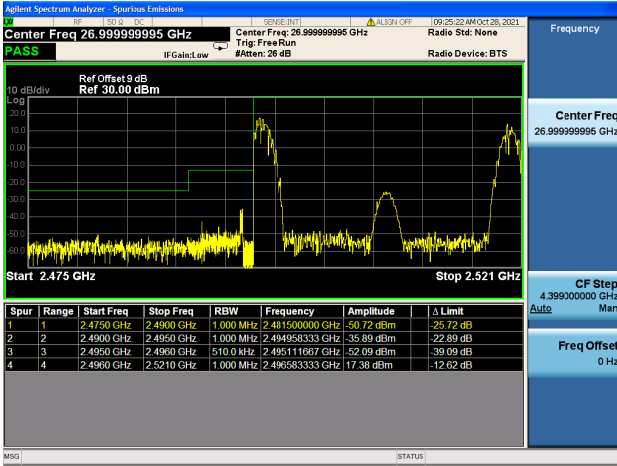 Agilent Spectrum Analyzer - Spurious Emissions
RF 50 Ω DC SENSE:INT ALIGN OFF 09:25:22 AM Oct 28, 2021
Center Freq 26.999999995 GHz
Center Freq: 26.999999995 GHz
Radio Std: None
Trig: Free Run
PASS
IFGain:Low
#Atten: 26 dB
Radio Device: BTS
Ref Offset 9 dB
10 dB/div Ref 30.00 dBm
Log
20.0
10.0
0.00
-10.0
-20.0
-30.0
-40.0
-50.0
-60.0
Start 2.475 GHz Stop 2.521 GHz
Spur Range Start Freq Stop Freq RBW Frequency Amplitude Δ Limit
1 1 2.4750 GHz 2.4900 GHz 1.000 MHz 2.481500000 GHz -50.72 dBm -25.72 dB
2 2 2.4900 GHz 2.4950 GHz 1.000 MHz 2.494958333 GHz -35.89 dBm -22.89 dB
3 3 2.4950 GHz 2.4960 GHz 510.0 kHz 2.495111667 GHz -52.09 dBm -39.09 dB
4 4 2.4960 GHz 2.5210 GHz 1.000 MHz 2.496583333 GHz 17.38 dBm -12.62 dB
Frequency
Center Freq
26.999999995 GHz
CF Step
4.399000000 GHz
Auto Man
Freq Offset
0 Hz
MSG STATUS